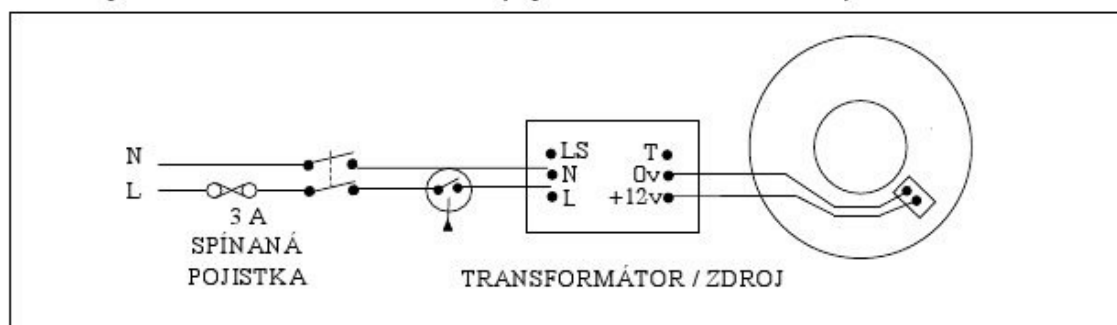 N
L
3 A
SPÍNANÁ
POJISTKA
LS
N
L
T
0v
+12v
TRANSFORMÁTOR / ZDROJ